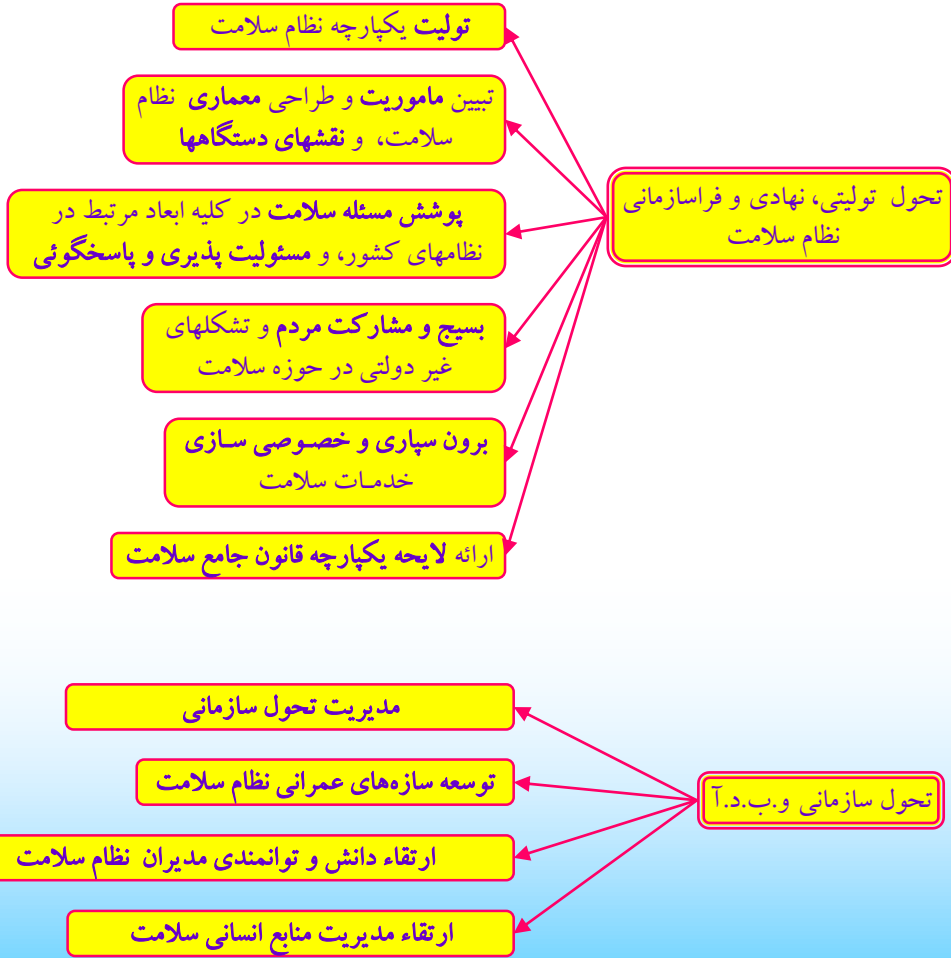 تحول تولیتی، نهادی و فراسازمانی
نظام سلامت
تولیت یکپارچه نظام سلامت
تبیین ماموریت و طراحی معماری نظام
سلامت، و نقشهای دستگاهها
پوشش مسئله سلامت در کلیه ابعاد مرتبط در
نظامهای کشور، و مسئولیت پذیری و پاسخگوئی
بسیج و مشارکت مردم و تشکلهای
غیر دولتی در حوزه سلامت
برون سپاری و خصوصی سازی
خدمات سلامت
ارائه لایحه یکپارچه قانون جامع سلامت
تحول سازمانی و.ب.د.آ
مدیریت تحول سازمانی
توسعه سازه‌های عمرانی نظام سلامت
ارتقاء دانش و توانمندی مدیران نظام سلامت
ارتقاء مدیریت منابع انسانی سلامت